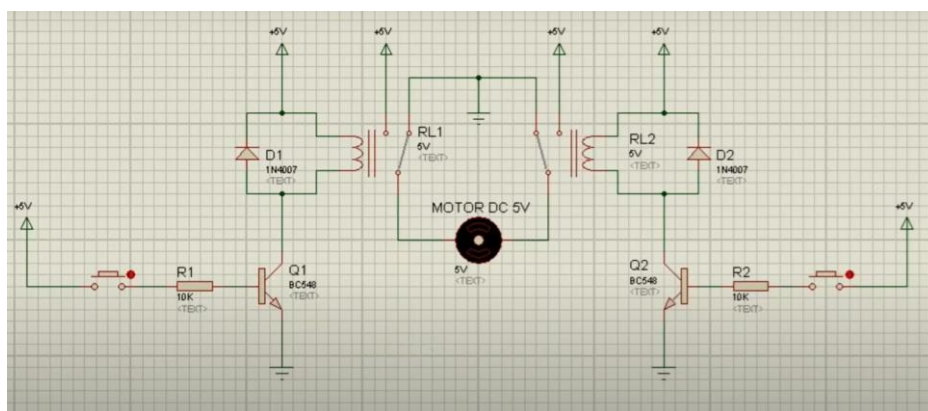 +5V
+5V
+5V
+5V
RL1
5V
<TEXT>
RL2
5V
<TEXT>
D1
1N4007
<TEXT>
D2
1N4007
<TEXT>
MOTOR DC 5V
5V
<TEXT>
+5V
+5V
R1
10K
<TEXT>
Q1
BC548
<TEXT>
Q2
BC548
<TEXT>
R2
10K
<TEXT>